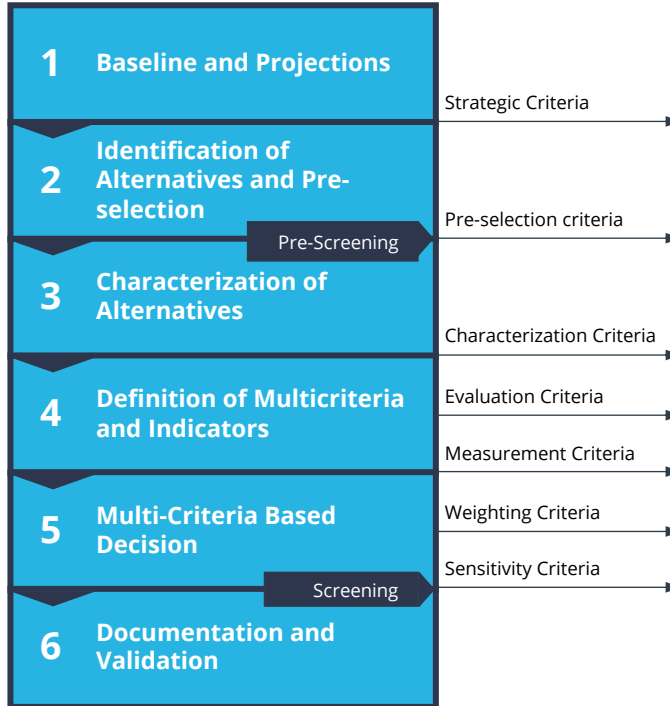 1 Baseline and Projections
Strategic Criteria
2 Identification of
Alternatives and Pre-
selection
Pre-Screening
Pre-selection criteria
3 Characterization of
Alternatives
Characterization Criteria
4 Definition of Multicriteria
and Indicators
Evaluation Criteria
Measurement Criteria
5 Multi-Criteria Based
Decision
Weighting Criteria
Sensitivity Criteria
Screening
6 Documentation and
Validation